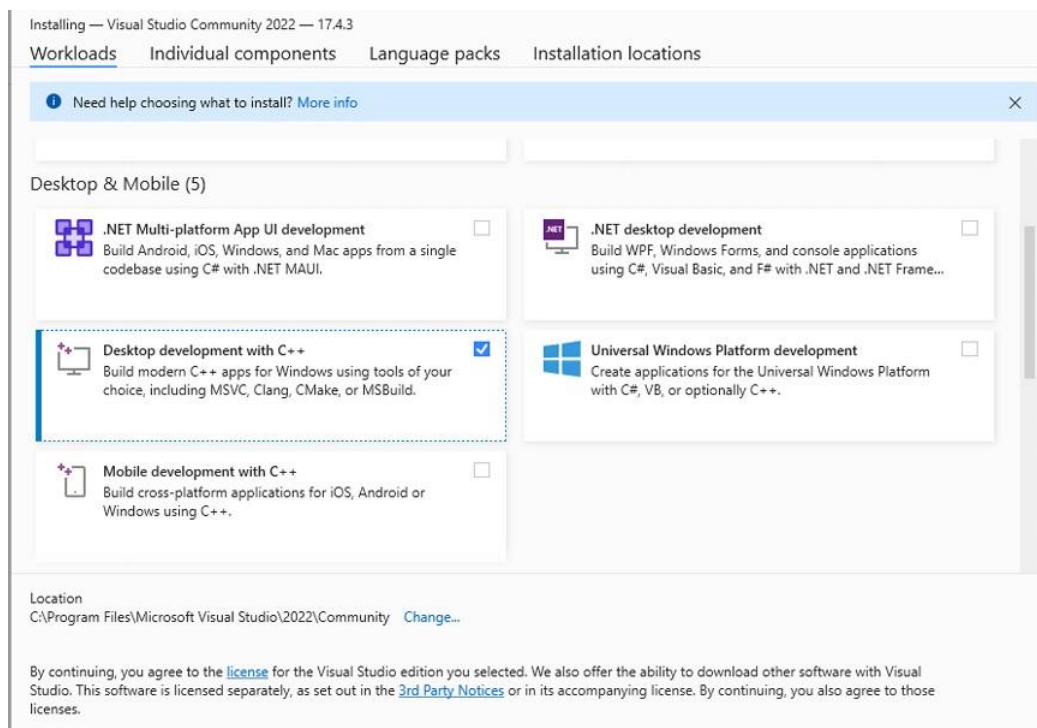 Installing — Visual Studio Community 2022 — 17.4.3
Workloads Individual components Language packs Installation locations
Need help choosing what to install? More info
Desktop & Mobile (5)
.NET Multi-platform App UI development
Build Android, iOS, Windows, and Mac apps from a single
codebase using C# with .NET MAUI.
.NET
.NET desktop development
Build WPF, Windows Forms, and console applications
using C#, Visual Basic, and F# with .NET and .NET Frame...
Desktop development with C++
Build modern C++ apps for Windows using tools of your
choice, including MSVC, Clang, CMake, or MSBuild.
Universal Windows Platform development
Create applications for the Universal Windows Platform
with C#, VB, or optionally C++.
Mobile development with C++
Build cross-platform applications for iOS, Android or
Windows using C++.
Location
C:\Program Files\Microsoft Visual Studio\2022\Community Change...
By continuing, you agree to the license for the Visual Studio edition you selected. We also offer the ability to download other software with Visual
Studio. This software is licensed separately, as set out in the 3rd Party Notices or in its accompanying license. By continuing, you also agree to those
licenses.